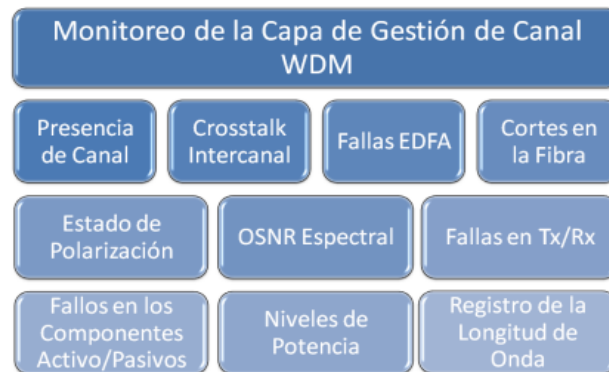 Monitoreo de la Capa de Gestión de Canal
WDM
Presencia
de Canal
Crosstalk
Intercanal
Fallas EDFA
Cortes en
la Fibra
Estado de
Polarización
OSNR Espectral
Fallas en Tx/Rx
Fallos en los
Componentes
Activo/Pasivos
Niveles de
Potencia
Registro de la
Longitud de
Onda